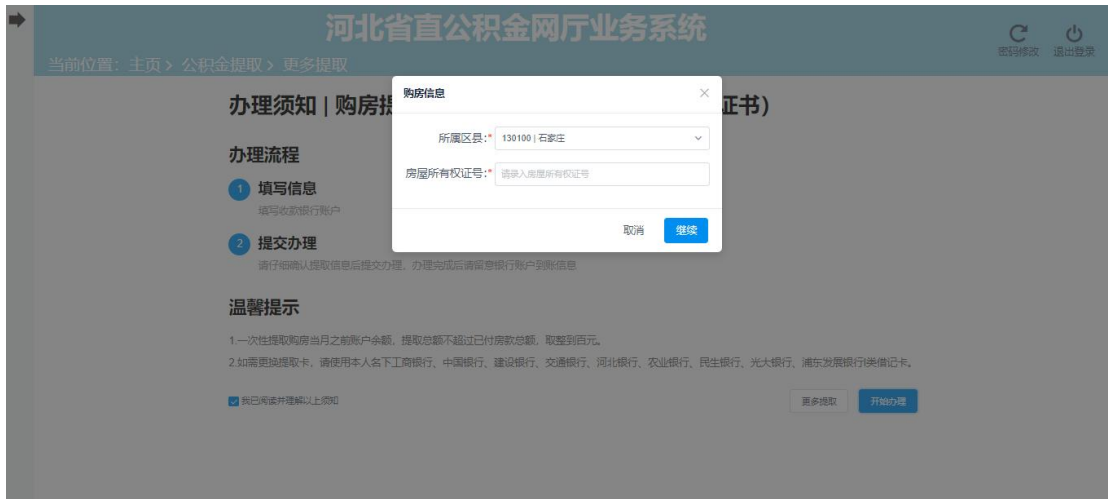 河北省直公积金网厅业务系统
密码修改 退出登录
当前位置：主页 > 公积金提取 > 更多提取
办理须知 | 购房提
证书）
购房信息
所属区县:* 130100 | 石家庄
房屋所有权证号:* 请录入房屋所有权证号
取消 继续
办理流程
1 填写信息
填写收款银行账户
2 提交办理
请仔细确认提取信息后提交办理，办理完成后请留意银行账户到账信息
温馨提示
1.一次性提取购房当月之前账户余额，提取总额不超过已付房款总额，取整到百元。
2.如需更换提取卡，请使用本人名下工商银行、中国银行、建设银行、交通银行、河北银行、农业银行、民生银行、光大银行、浦东发展银行I类借记卡。
我已阅读并理解以上须知
更多提取 开始办理